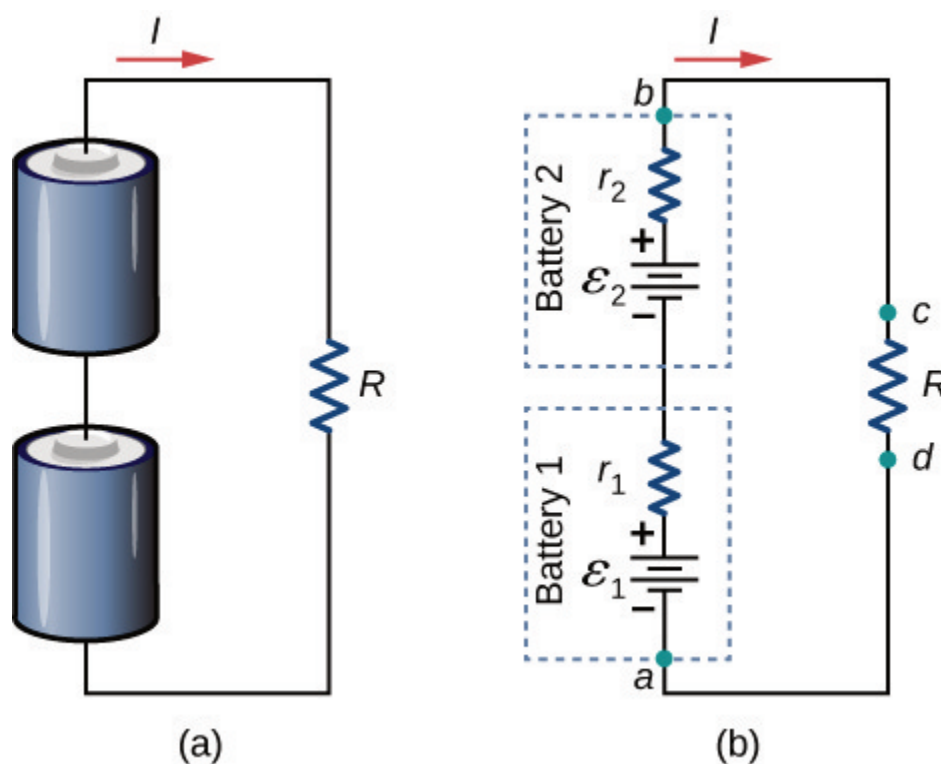 I
R
(a)
I
b
Battery 2
r2
+
ε2
−
c
R
d
Battery 1
r1
+
ε1
−
a
(b)